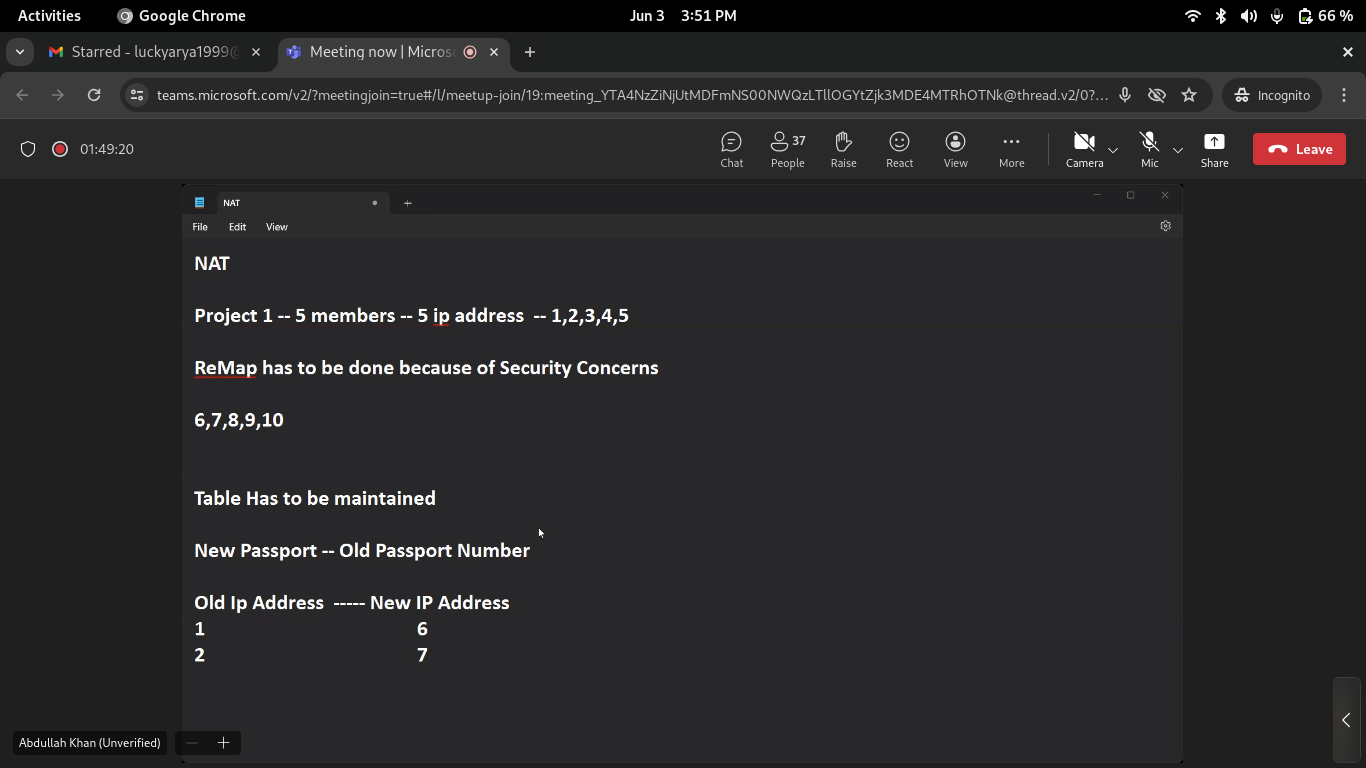 Activities
Google Chrome
Jun 3 3:51 PM
66 %
Starred - luckyarya1999@
Meeting now | Micros
teams.microsoft.com/v2/?meetingjoin=true#/l/meetup-join/19:meeting_YTA4NzZiNjUtMDFmNS00NWQzLTllOGYtZjk3MDE4MTRhOTNk@thread.v2/0?...
Incognito
01:49:20
Chat
37
People
Raise
React
View
More
Camera
Mic
Share
Leave
NAT
File Edit View
NAT
Project 1 -- 5 members -- 5 ip address -- 1,2,3,4,5
ReMap has to be done because of Security Concerns
6,7,8,9,10
Table Has to be maintained
New Passport -- Old Passport Number
Old Ip Address ----- New IP Address
1 6
2 7
Abdullah Khan (Unverified)